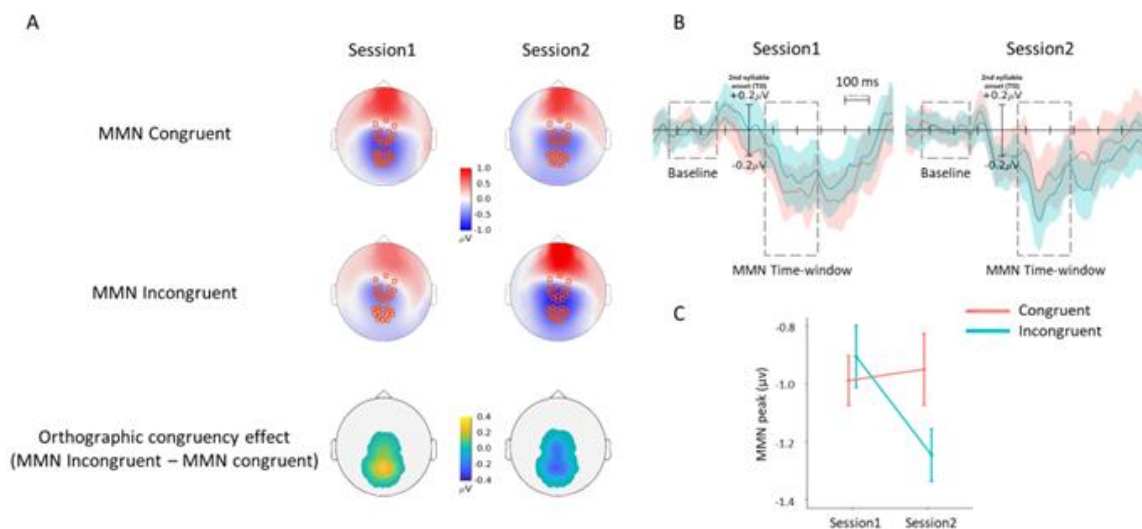 A
Session1
Session2
MMN Congruent
1.0
0.5
0.0
-0.5
-1.0
μV
MMN Incongruent
Orthographic congruency effect
(MMN Incongruent – MMN congruent)
0.4
0.2
0.0
-0.2
-0.4
μV
B
Session1
Session2
2nd syllable
onset (T0)
+0.2μV
-0.2μV
100 ms
Baseline
MMN Time-window
2nd syllable
onset (T0)
+0.2μV
-0.2μV
Baseline
MMN Time-window
C
Congruent
Incongruent
MMN peak (μv)
-0.8
-1.0
-1.2
-1.4
Session1
Session2